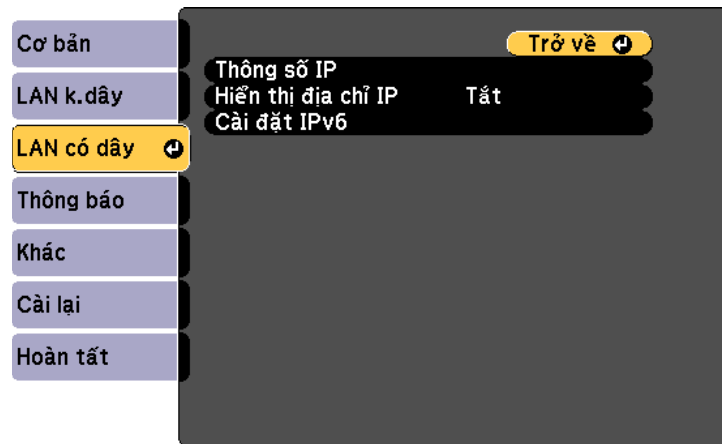 Cơ bản
LAN k.dây
LAN có dây
Thông báo
Khác
Cài lại
Hoàn tất
Trở về
Thông số IP
Hiển thị địa chỉ IP Tắt
Cài đặt IPv6